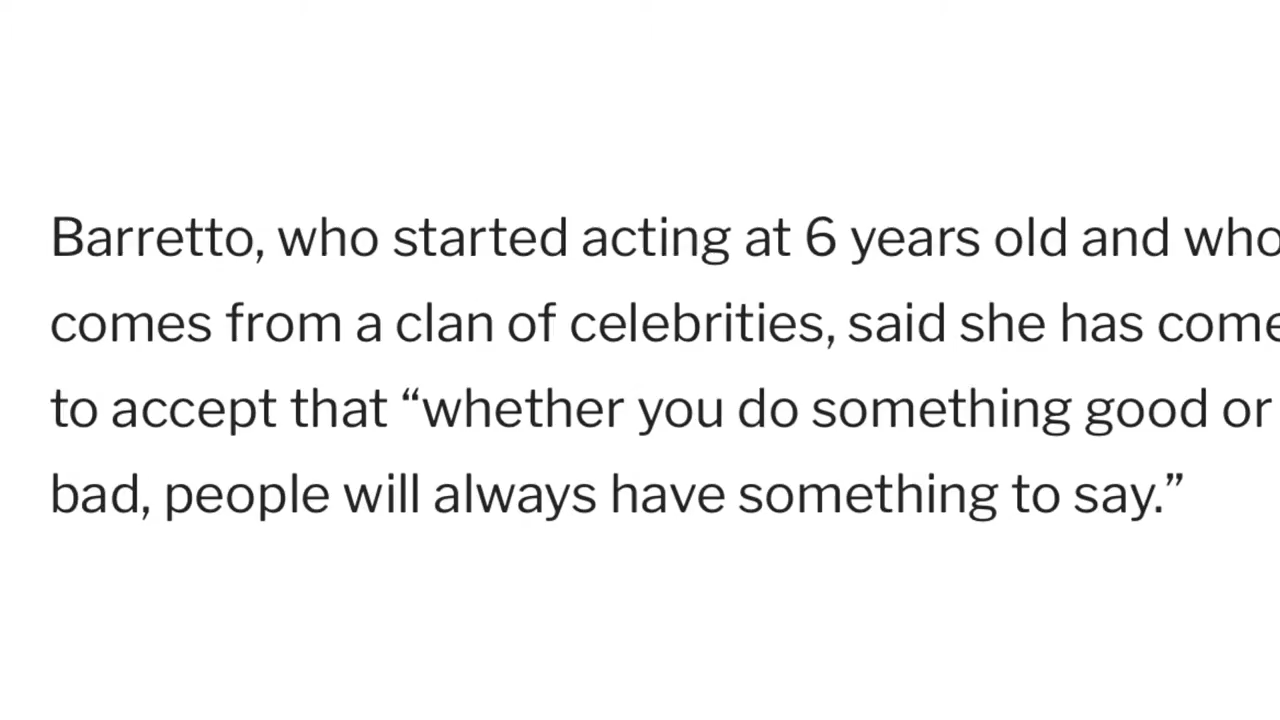 Barretto, who started acting at 6 years old and who
comes from a clan of celebrities, said she has come
to accept that “whether you do something good or
bad, people will always have something to say.”